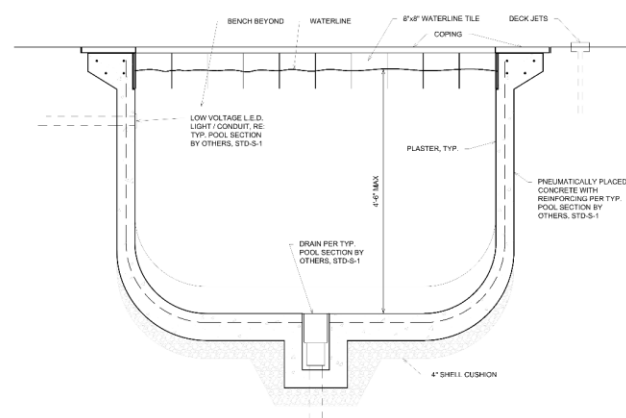 BENCH BEYOND
WATERLINE
6"x6" WATERLINE TILE
DECK JETS
COPING
LOW VOLTAGE L.E.D.
LIGHT / CONDUIT, RE:
TYP. POOL SECTION
BY OTHERS, STD-S-1
PLASTER, TYP.
4'-6" MAX
PNEUMATICALLY PLACED
CONCRETE WITH
REINFORCING PER TYP.
POOL SECTION BY
OTHERS, STD-S-1
DRAIN PER TYP.
POOL SECTION BY
OTHERS, STD-S-1
4" SHELL CUSHION